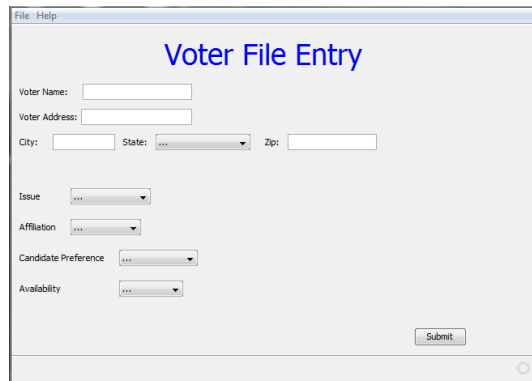 File Help
Voter File Entry
Voter Name:
Voter Address:
City: State: ... Zip:
Issue ...
Affiliation ...
Candidate Preference ...
Availability ...
Submit